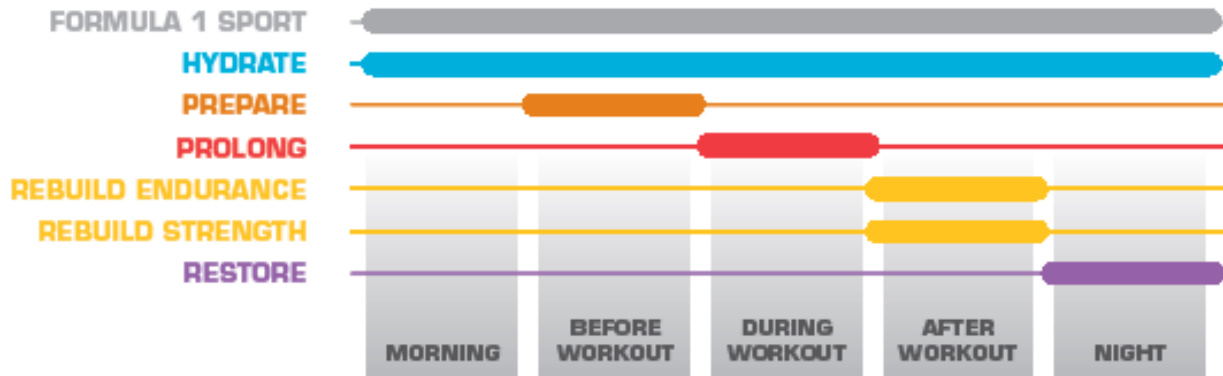 FORMULA 1 SPORT
HYDRATE
PREPARE
PROLONG
REBUILD ENDURANCE
REBUILD STRENGTH
RESTORE
MORNING
BEFORE
WORKOUT
DURING
WORKOUT
AFTER
WORKOUT
NIGHT